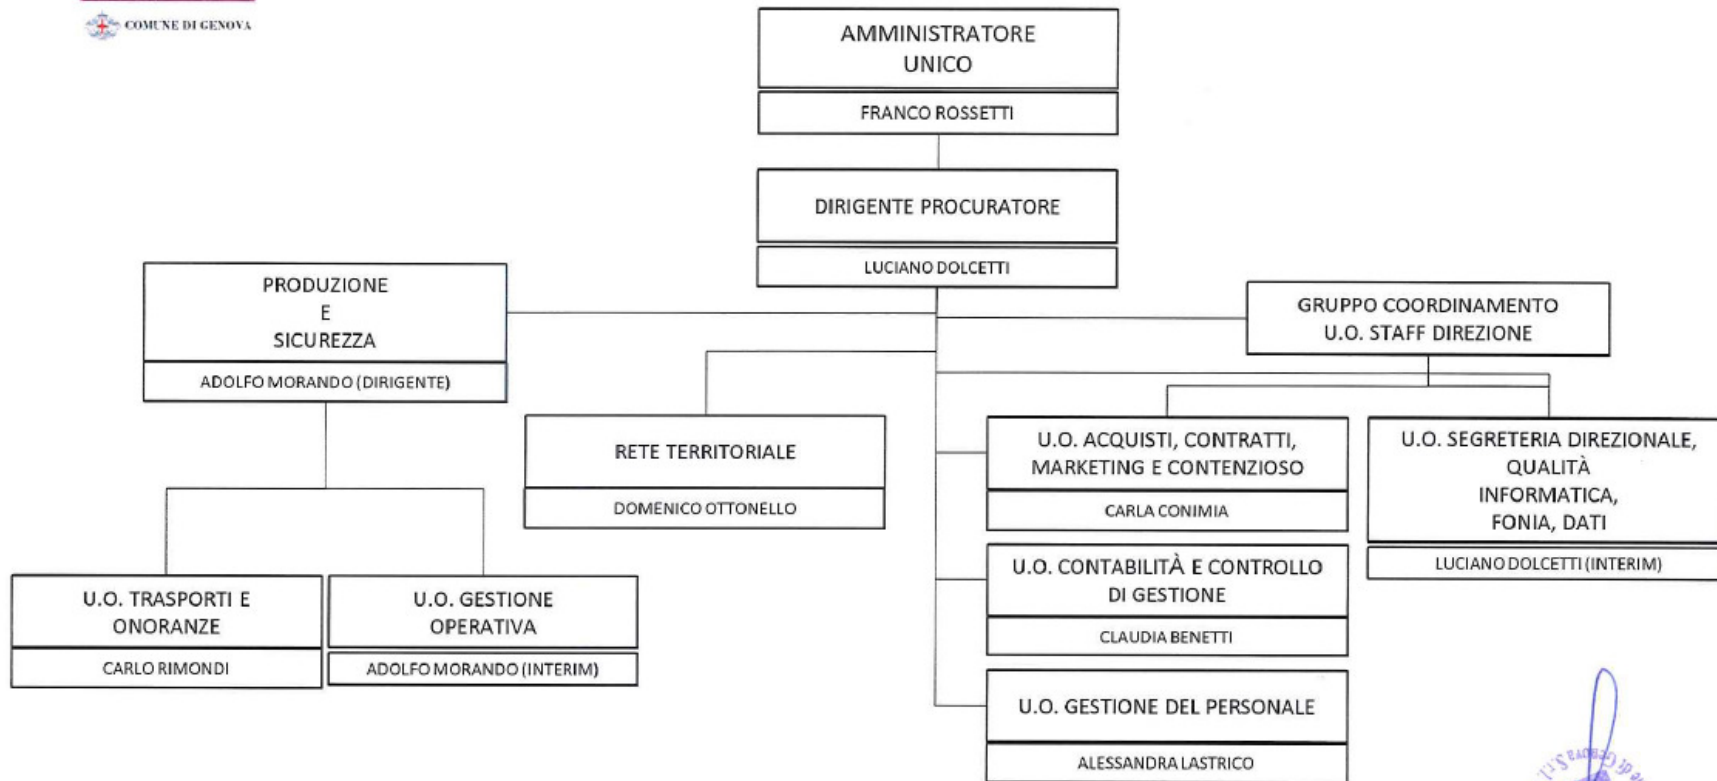 COMUNE DI GENOVA
AMMINISTRATORE
UNICO
FRANCO ROSSETTI
DIRIGENTE PROCURATORE
LUCIANO DOLCETTI
PRODUZIONE
E
SICUREZZA
ADOLFO MORANDO (DIRIGENTE)
GRUPPO COORDINAMENTO
U.O. STAFF DIREZIONE
RETE TERRITORIALE
DOMENICO OTTONELLO
U.O. ACQUISTI, CONTRATTI,
MARKETING E CONTENZIOSO
CARLA CONIMIA
U.O. SEGRETERIA DIREZIONALE,
QUALITÀ
INFORMATICA,
FONIA, DATI
LUCIANO DOLCETTI (INTERIM)
U.O. TRASPORTI E
ONORANZE
CARLO RIMONDI
U.O. GESTIONE
OPERATIVA
ADOLFO MORANDO (INTERIM)
U.O. CONTABILITÀ E CONTROLLO
DI GESTIONE
CLAUDIA BENETTI
U.O. GESTIONE DEL PERSONALE
ALESSANDRA LASTRICO
di Genova S.r.l.